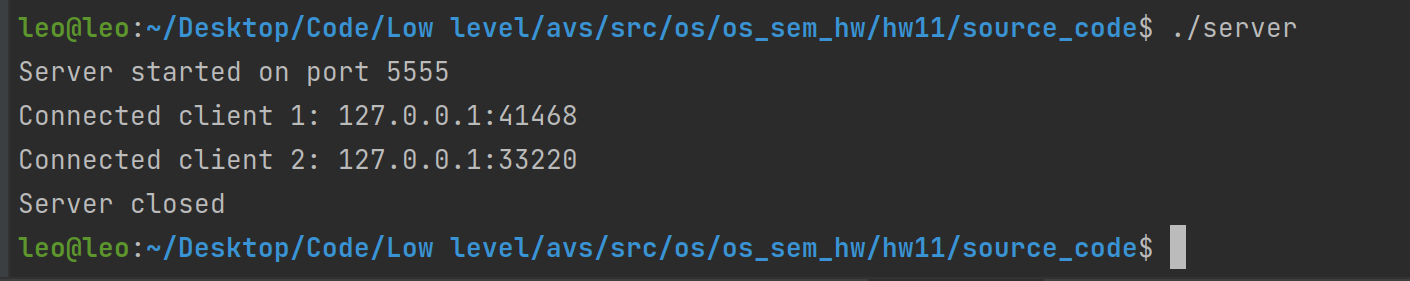 leo@leo:~/Desktop/Code/Low level/avs/src/os/os_sem_hw/hw11/source_code$ ./server
Server started on port 5555
Connected client 1: 127.0.0.1:41468
Connected client 2: 127.0.0.1:33220
Server closed
leo@leo:~/Desktop/Code/Low level/avs/src/os/os_sem_hw/hw11/source_code$